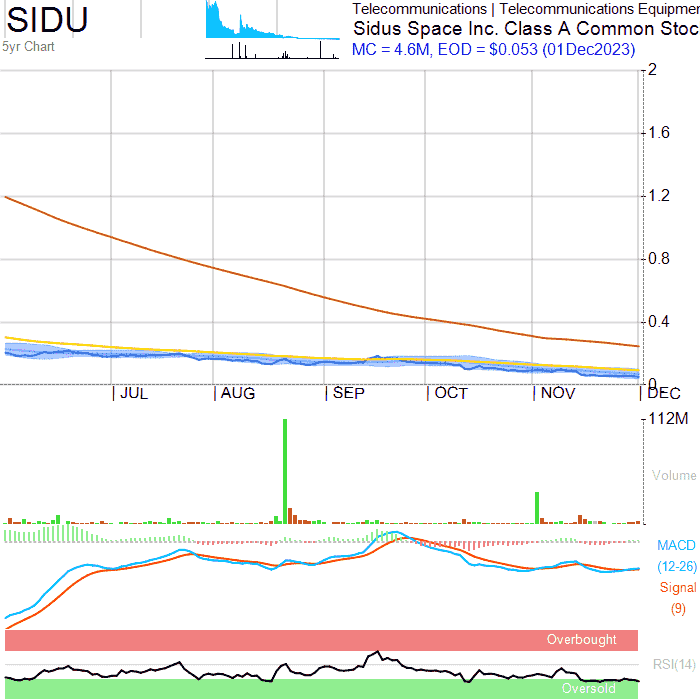 SIDU
5yr Chart
Telecommunications | Telecommunications Equipmen
Sidus Space Inc. Class A Common Stoc
MC = 4.6M, EOD = $0.053 (01Dec2023)
2
1.6
1.2
0.8
0.4
0
JUL AUG SEP OCT NOV DEC
112M
Volume
MACD
(12-26)
Signal
(9)
Overbought
RSI(14)
Oversold